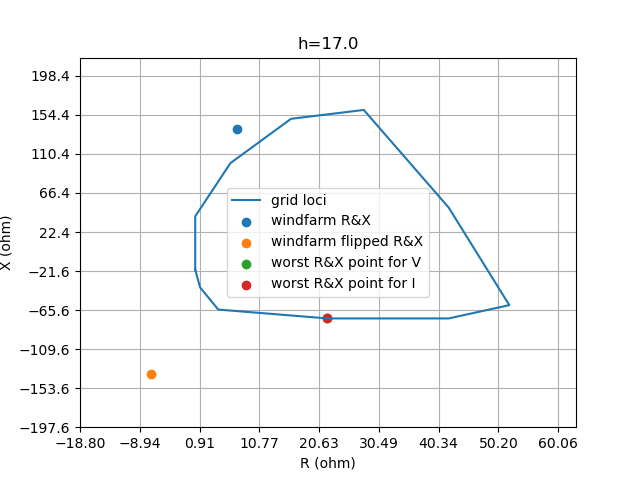 h=17.0
198.4
154.4
110.4
66.4
22.4
−21.6
−65.6
−109.6
−153.6
−197.6
X (ohm)
grid loci
windfarm R&X
windfarm flipped R&X
worst R&X point for V
worst R&X point for I
−18.80 −8.94 0.91 10.77 20.63 30.49 40.34 50.20 60.06
R (ohm)